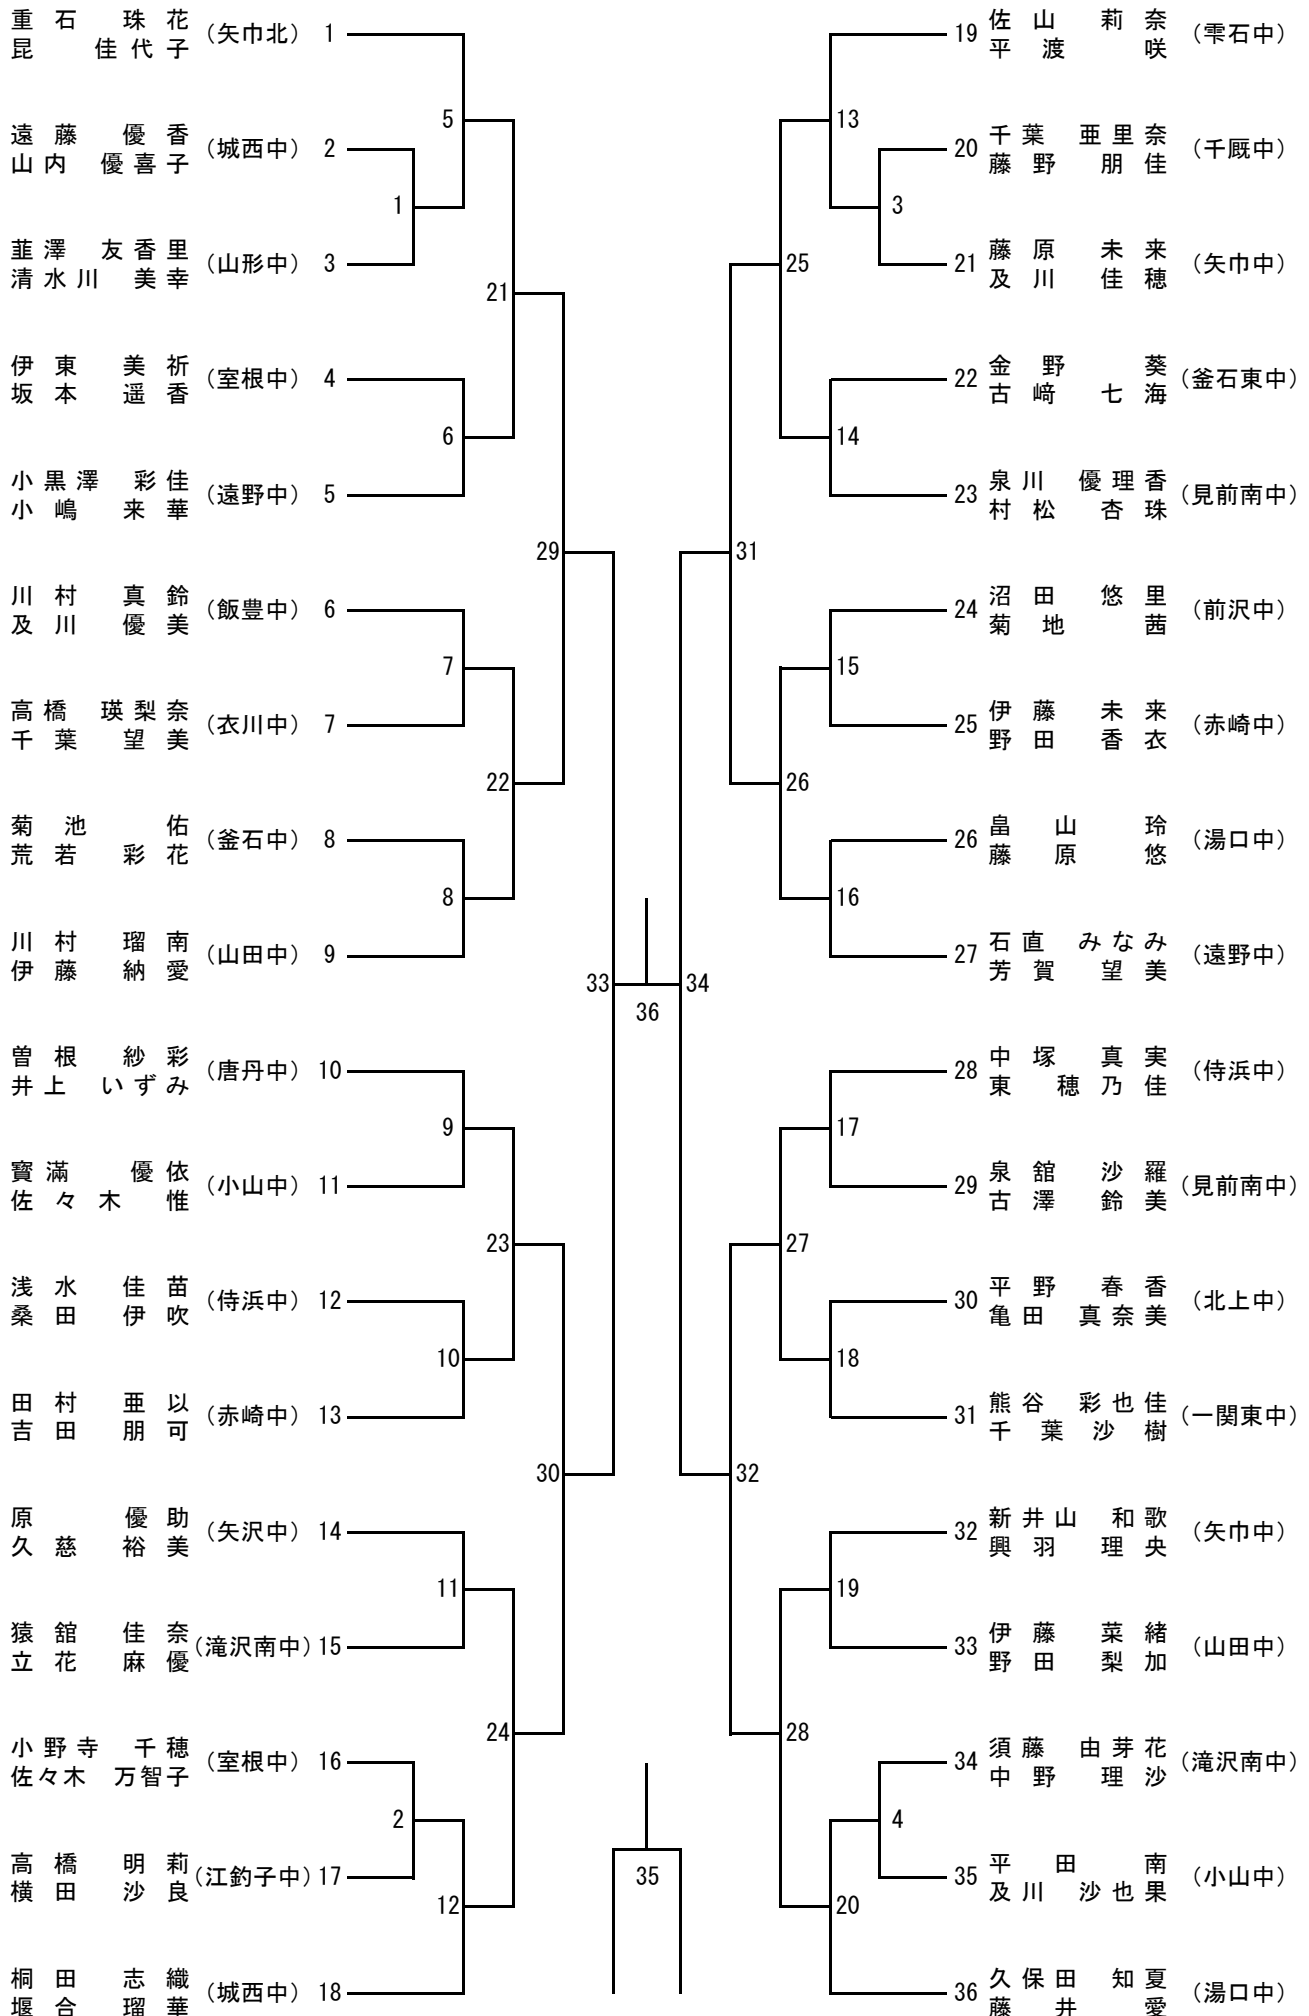 重石 珠花
昆 佳代子 (矢巾北) 1
遠藤 優香
山内 優喜子 (城西中) 2
韮澤 友香里
清水川 美幸 (山形中) 3
伊東 美祈
坂本 遥香 (室根中) 4
小黒澤 彩佳
小嶋 来華 (遠野中) 5
川村 真鈴
及川 優美 (飯豊中) 6
高橋 瑛梨奈
千葉 望美 (衣川中) 7
菊池 佑
荒若 彩花 (釜石中) 8
川村 瑠南
伊藤 納愛 (山田中) 9
曽根 紗彩
井上 いずみ (唐丹中) 10
寳滿 優依
佐々木 惟 (小山中) 11
浅水 佳苗
桑田 伊吹 (侍浜中) 12
田村 亜以
吉田 朋可 (赤崎中) 13
原 優助
久慈 裕美 (矢沢中) 14
猿舘 佳奈
立花 麻優 (滝沢南中) 15
小野寺 千穂
佐々木 万智子 (室根中) 16
高橋 明莉
横田 沙良 (江釣子中) 17
桐田 志織
堰合 瑠華 (城西中) 18
1
2
5
6
7
8
9
10
11
12
21
22
23
24
29
30
33
36
35
34
31
32
25
26
27
28
13
14
15
16
17
18
19
20
3
4
19 佐山 莉奈
平渡 咲 (雫石中)
20 千葉 亜里奈
藤野 朋佳 (千厩中)
21 藤原 未来
及川 佳穂 (矢巾中)
22 金野 葵
古﨑 七海 (釜石東中)
23 泉川 優理香
村松 杏珠 (見前南中)
24 沼田 悠里
菊地 茜 (前沢中)
25 伊藤 未来
野田 香衣 (赤崎中)
26 畠山 玲
藤原 悠 (湯口中)
27 石直 みなみ
芳賀 望美 (遠野中)
28 中塚 真実
東 穂乃佳 (侍浜中)
29 泉舘 沙羅
古澤 鈴美 (見前南中)
30 平野 春香
亀田 真奈美 (北上中)
31 熊谷 彩也佳
千葉 沙樹 (一関東中)
32 新井山 和歌
興羽 理央 (矢巾中)
33 伊藤 菜緒
野田 梨加 (山田中)
34 須藤 由芽花
中野 理沙 (滝沢南中)
35 平田 南
及川 沙也果 (小山中)
36 久保田 知夏
藤井 愛 (湯口中)